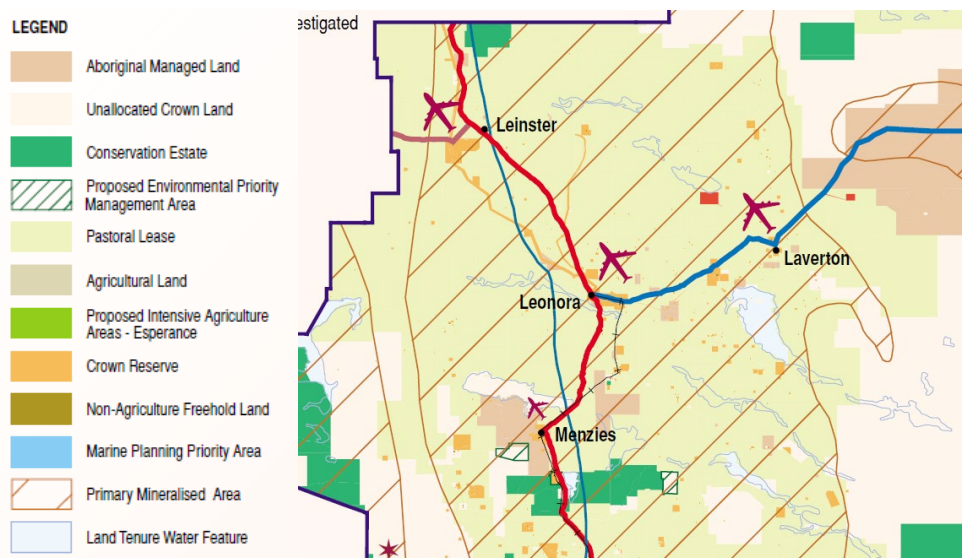 LEGEND
Aboriginal Managed Land
Unallocated Crown Land
Conservation Estate
Proposed Environmental Priority
Management Area
Pastoral Lease
Agricultural Land
Proposed Intensive Agriculture
Areas - Esperance
Crown Reserve
Non-Agriculture Freehold Land
Marine Planning Priority Area
Primary Mineralised Area
Land Tenure Water Feature
estigated
Leinster
Laverton
Leonora
Menzies